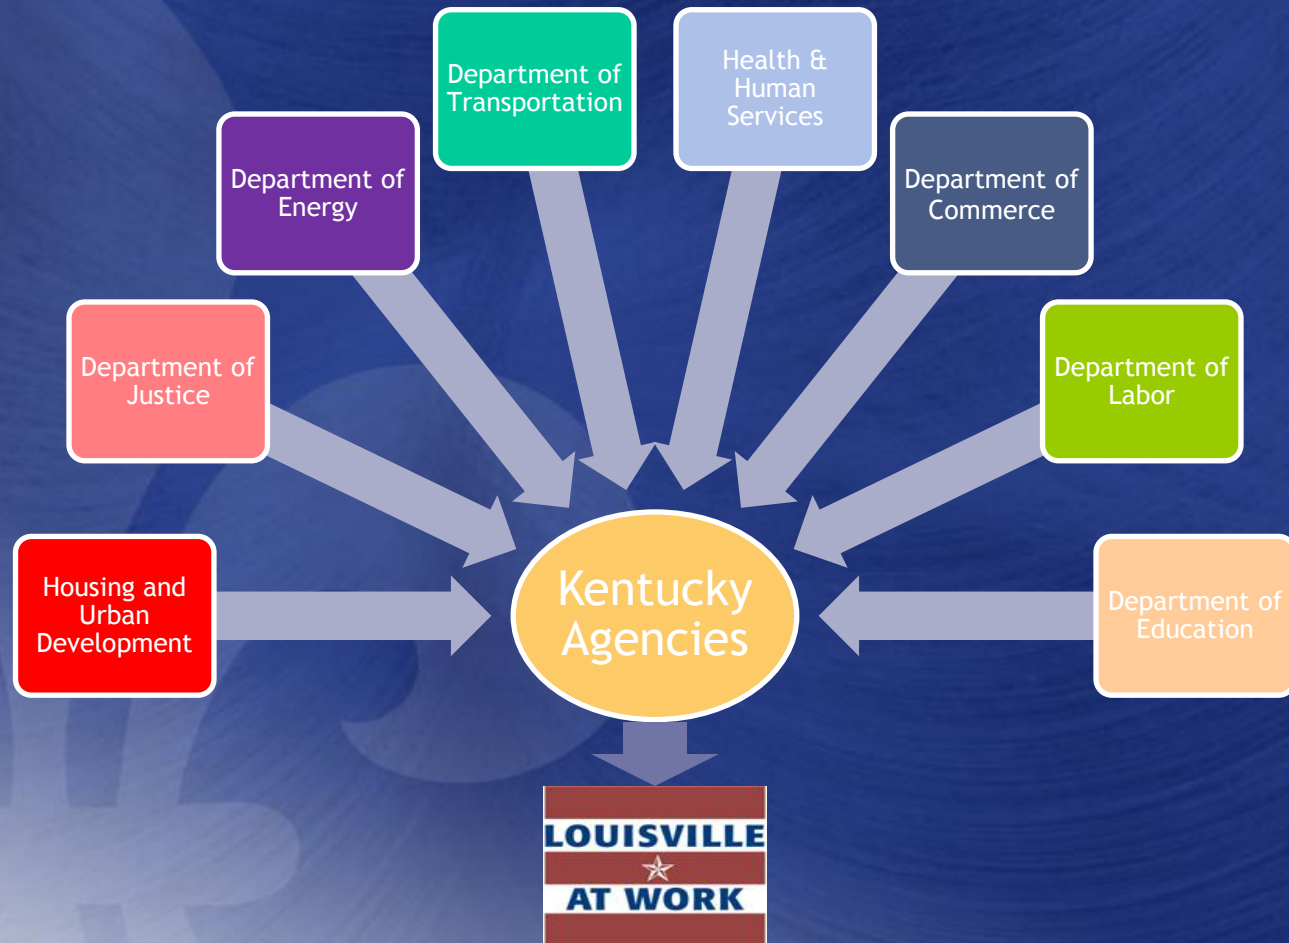 Department of
Transportation
Health &
Human
Services
Department of
Energy
Department of
Commerce
Department of
Justice
Department of
Labor
Housing and
Urban
Development
Kentucky
Agencies
Department of
Education
LOUISVILLE
AT WORK